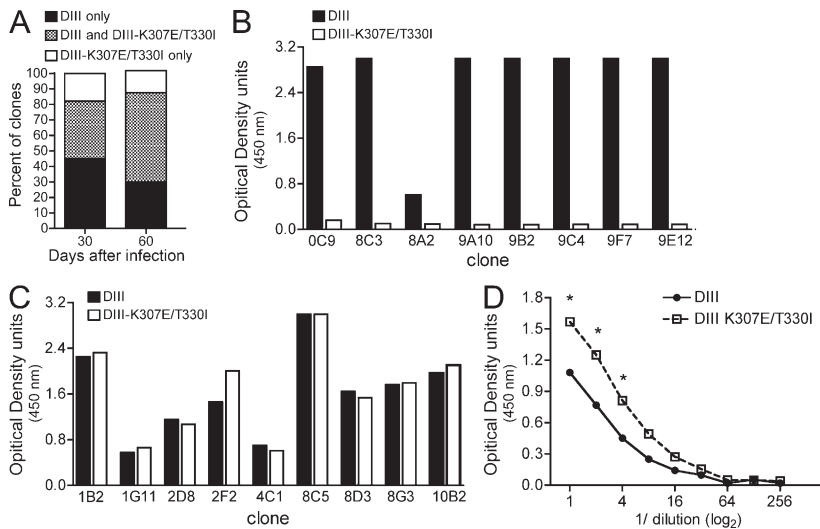 A
DIII only
DIII and DIII-K307E/T330I
DIII-K307E/T330I only
Percent of clones
100
90
80
70
60
50
40
30
20
10
0
30
60
Days after infection
B
DIII
DIII-K307E/T330I
Opitical Density units
(450 nm)
3.2
2.4
1.6
0.8
0.0
0C9 8C3 8A2 9A10 9B2 9C4 9F7 9E12
clone
C
DIII
DIII-K307E/T330I
Opitical Density units
(450 nm)
3.2
2.4
1.6
0.8
0.0
1B2 1G11 2D8 2F2 4C1 8C5 8D3 8G3 10B2
clone
D
DIII
DIII K307E/T330I
Opitical Density units
(450 nm)
1.8
1.5
1.2
0.9
0.6
0.3
0.0
* * *
1 4 16 64 256
1/ dilution (log2)